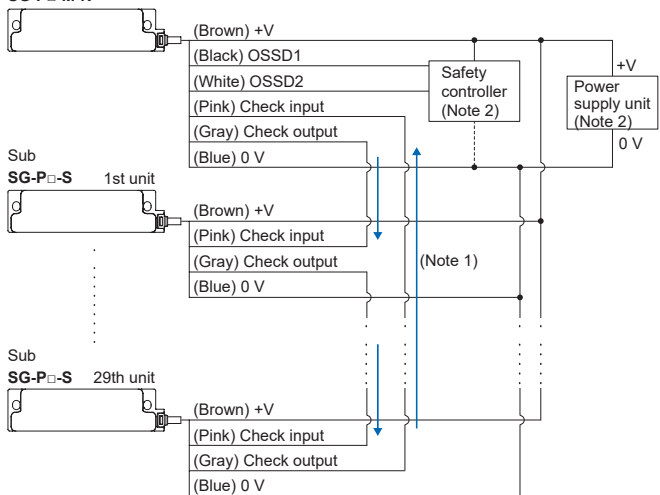 (Brown) +V
(Black) OSSD1
(White) OSSD2
(Pink) Check input
(Gray) Check output
(Blue) 0 V
Safety
controller
(Note 2)
+V
Power
supply unit
(Note 2)
0 V
Sub
SG-P□-S 1st unit
(Brown) +V
(Pink) Check input
(Gray) Check output
(Blue) 0 V
(Note 1)
Sub
SG-P□-S 29th unit
(Brown) +V
(Pink) Check input
(Gray) Check output
(Blue) 0 V